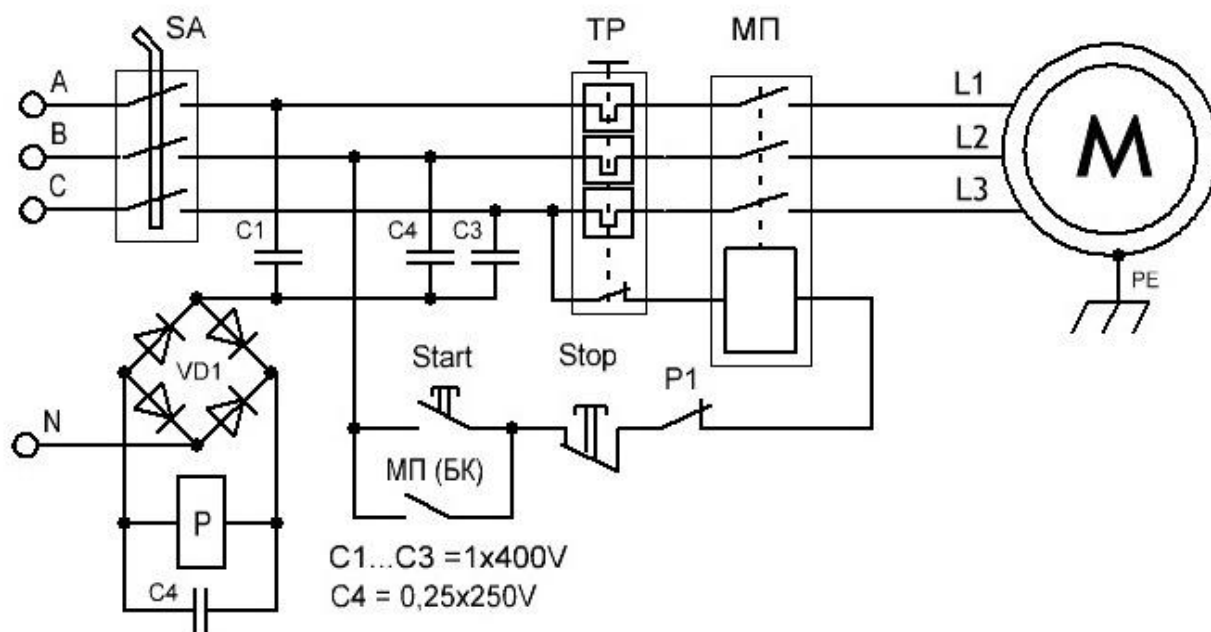 SA
ТР
МП
A
B
C
L1
L2
L3
M
C1
C4
C3
PE
VD1
Start
Stop
P1
N
МП (БК)
P
C4
C1...C3 =1x400V
C4 = 0,25x250V